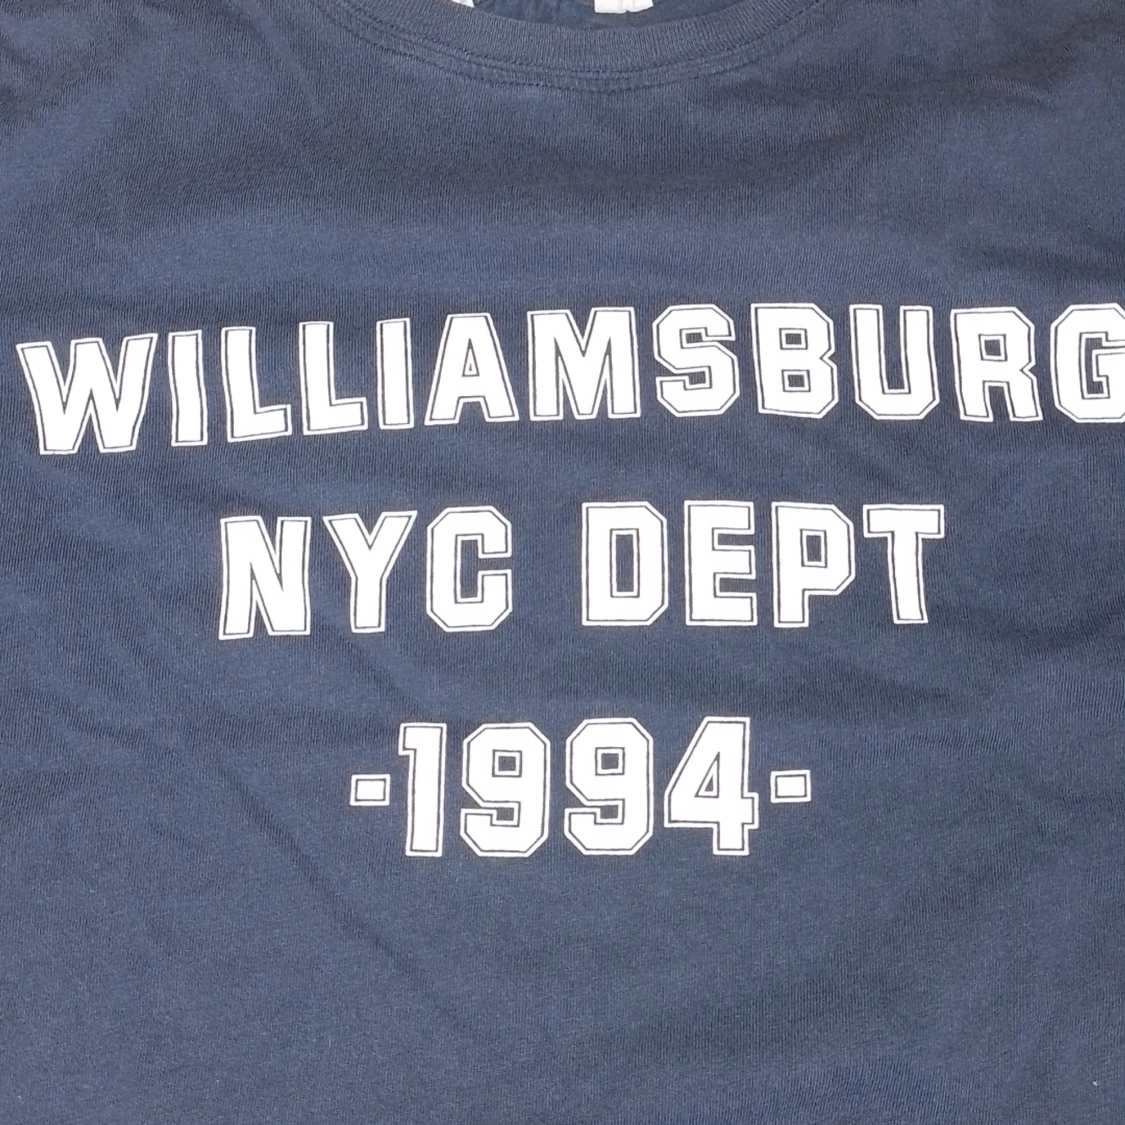 WILLIAMSBURG
NYC DEPT
-1994-